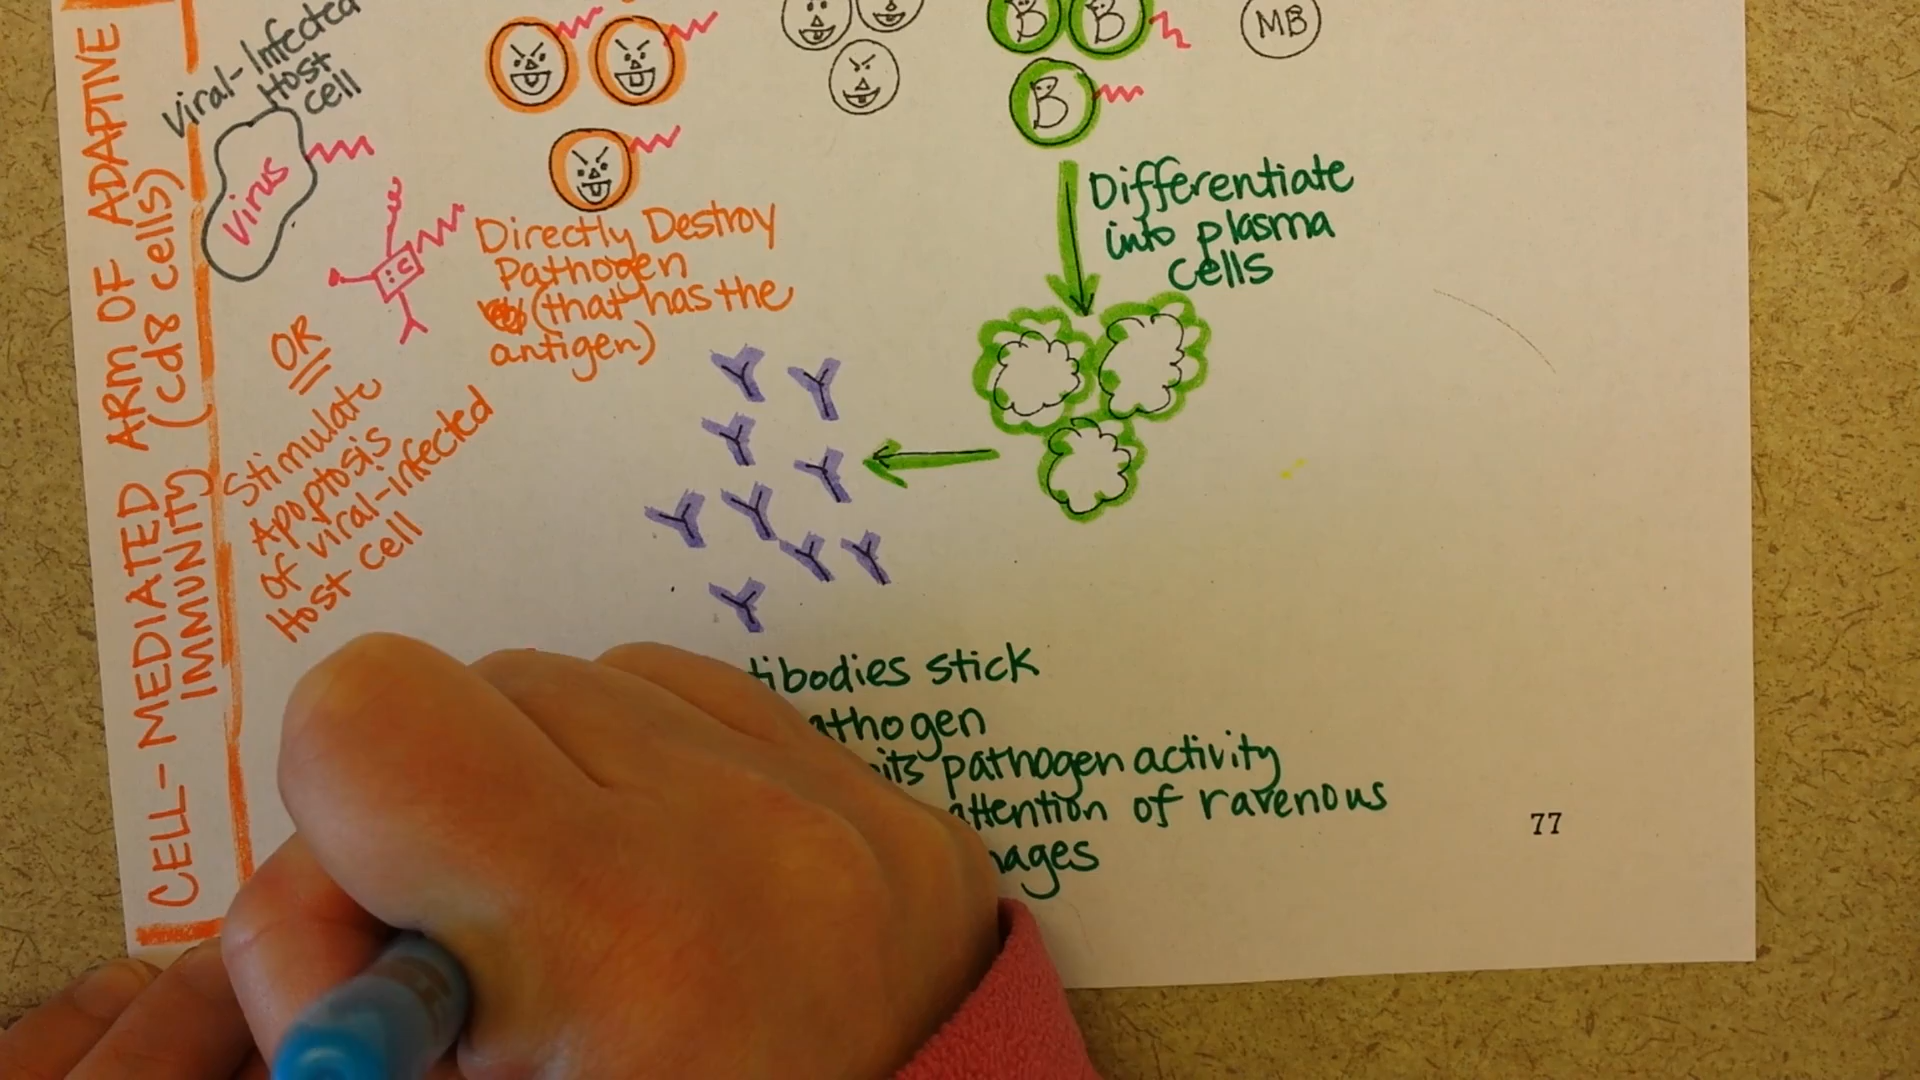 CELL-MEDIATED ARM OF ADAPTIVE
IMMUNITY (cd8 cells)
Viral-Infected
Host
cell
Virus
B
B
B
MB
Directly Destroy
Pathogen
(that has the
antigen)
OR
Stimulate
Apoptosis
of viral-infected
Host cell
Differentiate
into plasma
cells
tibodies stick
athogen
its pathogen activity
attention of ravenous
hages
77